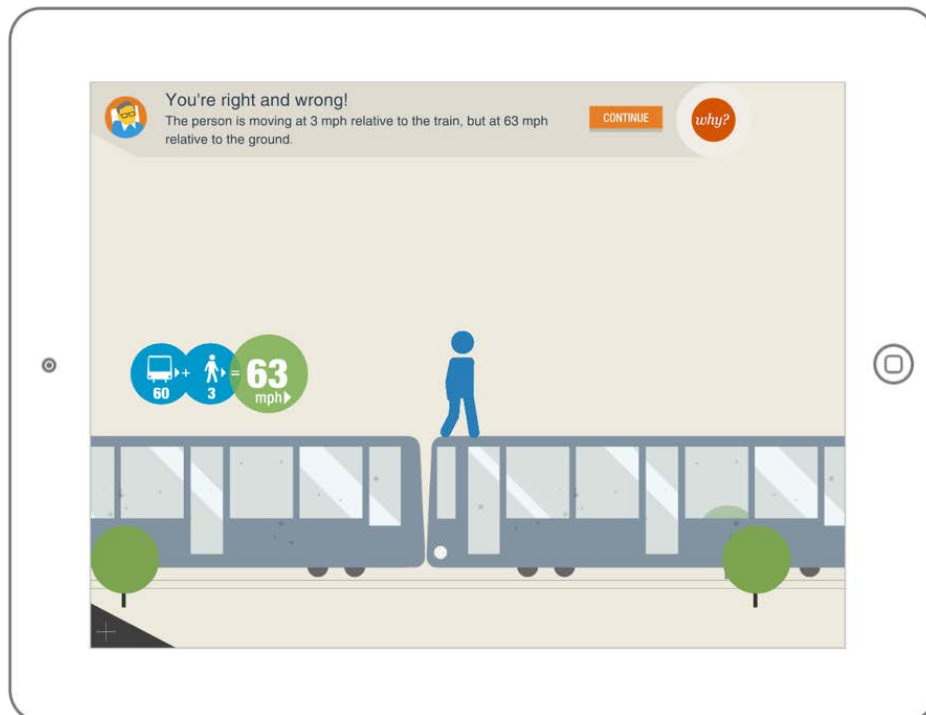 You're right and wrong!
The person is moving at 3 mph relative to the train, but at 63 mph
relative to the ground.
CONTINUE
why?
60 + 3 = 63
mph